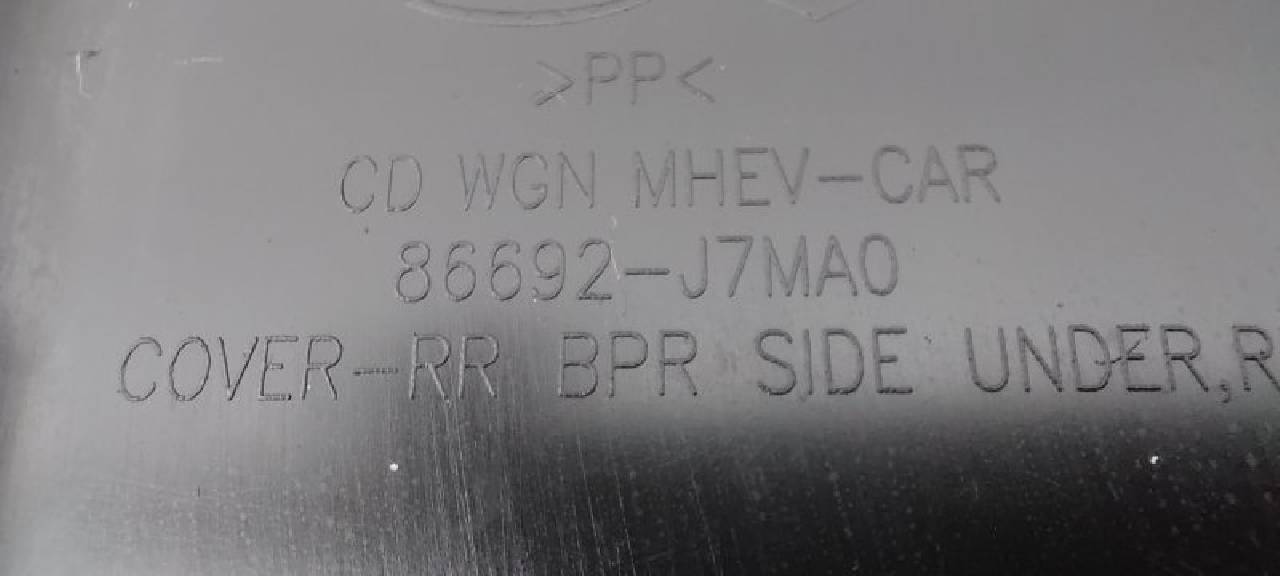 >PP<
CD WGN MHEV-CAR
86692-J7MA0
COVER-RR BPR SIDE UNDER,R